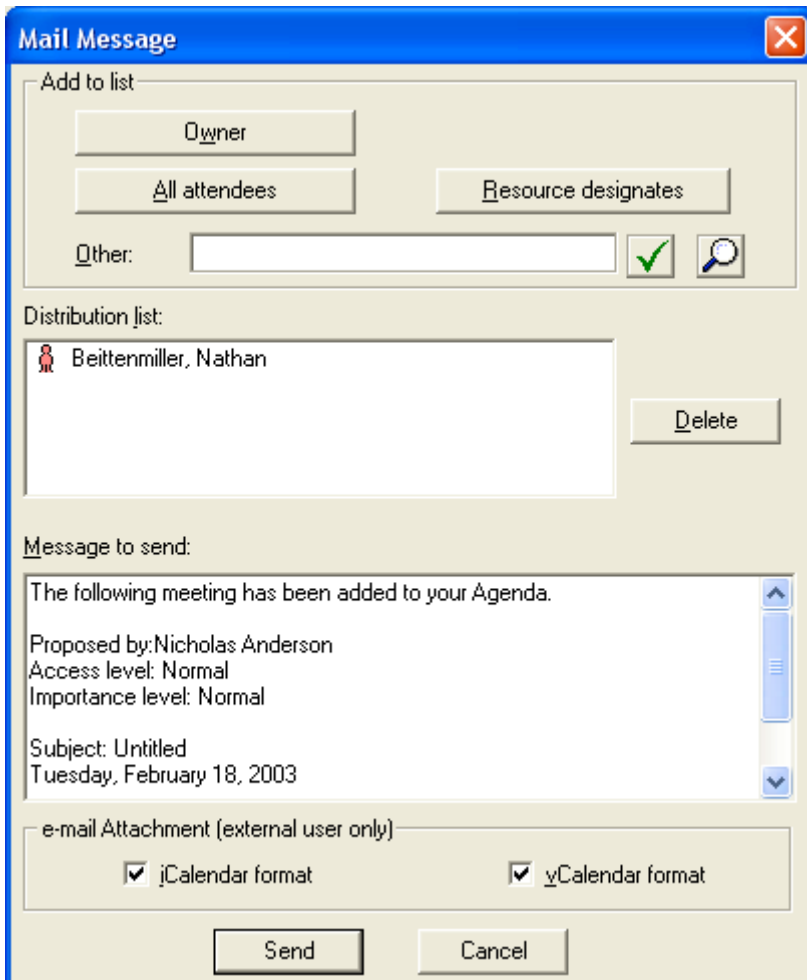 Mail Message
Add to list
Owner
All attendees
Resource designates
Other:
Distribution list:
Beittenmiller, Nathan
Delete
Message to send:
The following meeting has been added to your Agenda.
Proposed by:Nicholas Anderson
Access level: Normal
Importance level: Normal
Subject: Untitled
Tuesday, February 18, 2003
e-mail Attachment (external user only)
iCalendar format
vCalendar format
Send
Cancel